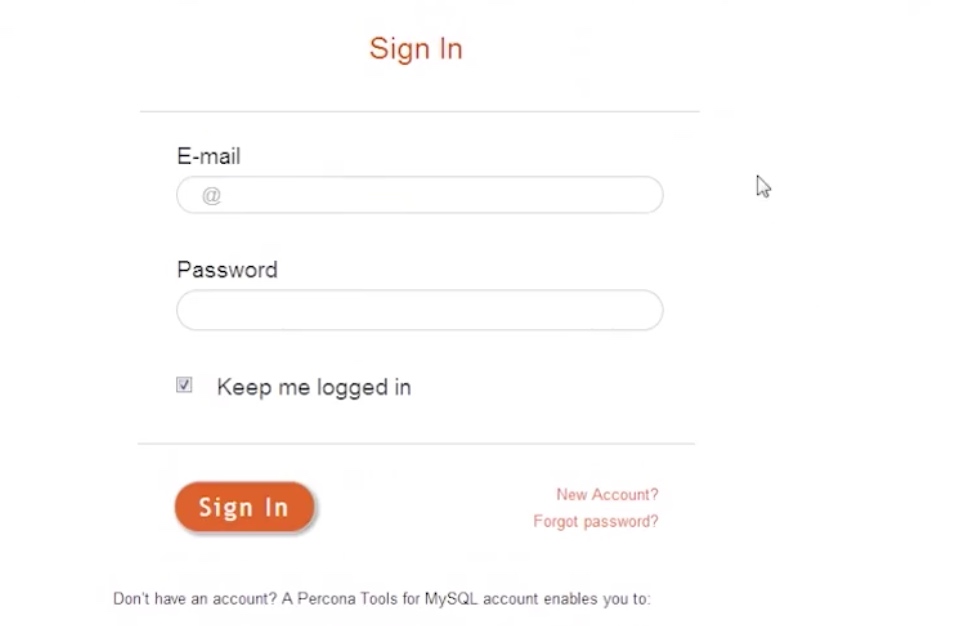 Sign In
E-mail
@
Password
Keep me logged in
Sign In
New Account?
Forgot password?
Don't have an account? A Percona Tools for MySQL account enables you to: